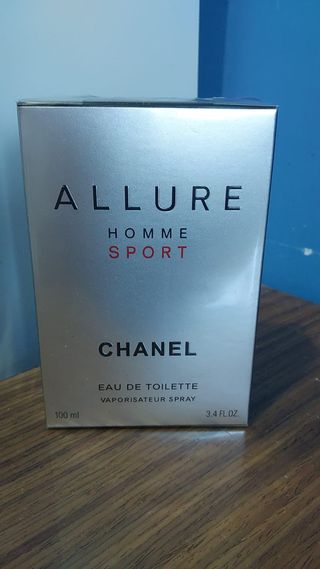 ALLURE
HOMME
SPORT
CHANEL
EAU DE TOILETTE
VAPORISATEUR SPRAY
100 ml 3.4 FL.OZ.